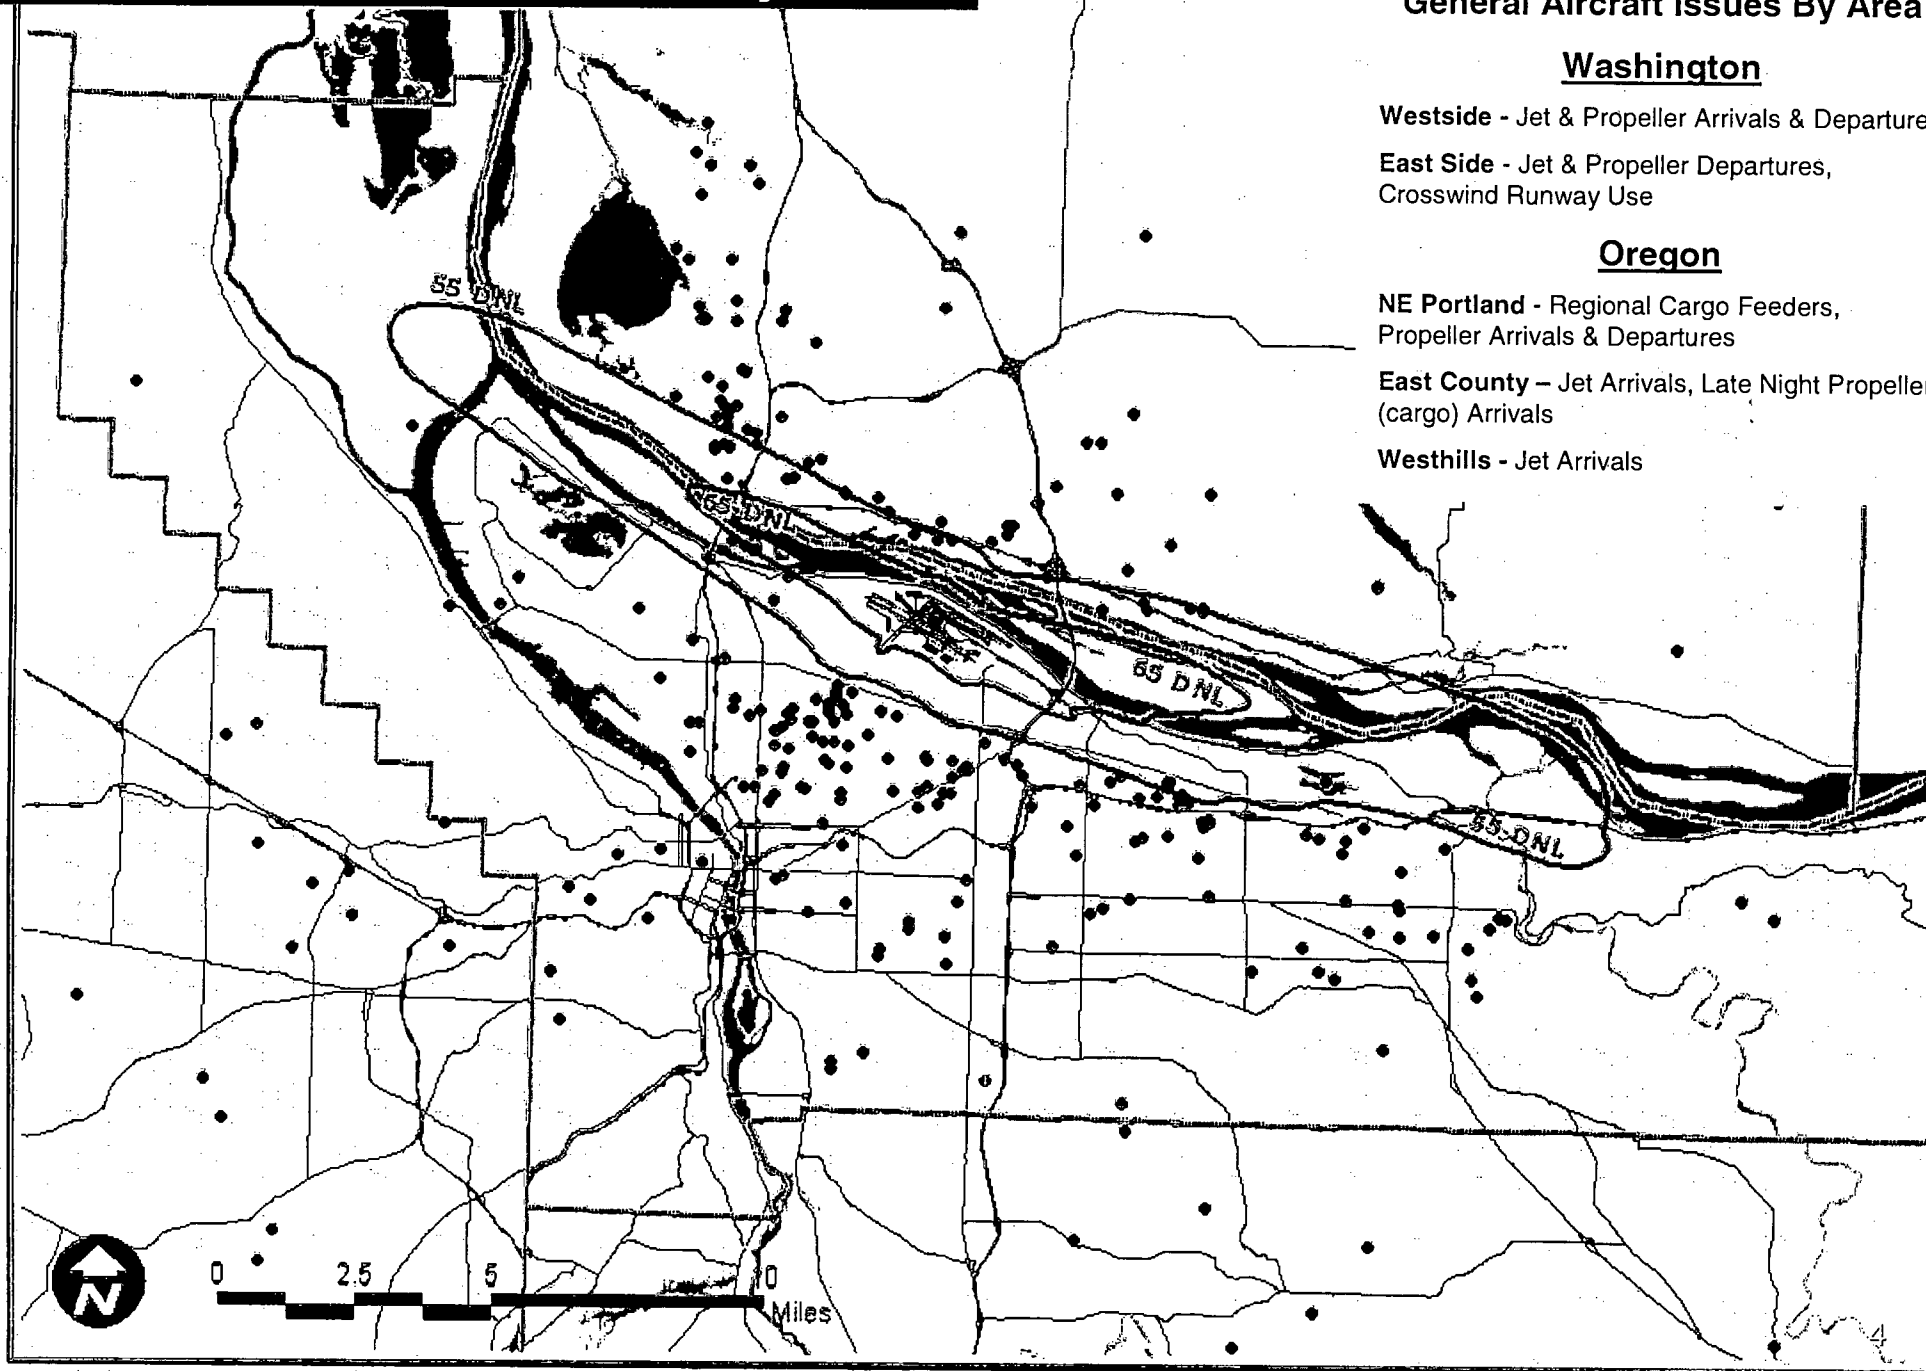 General Aircraft Issues By Area
Washington
Westside - Jet & Propeller Arrivals & Departure
East Side - Jet & Propeller Departures,
Crosswind Runway Use
Oregon
NE Portland - Regional Cargo Feeders,
Propeller Arrivals & Departures
East County – Jet Arrivals, Late Night Propeller
(cargo) Arrivals
Westhills - Jet Arrivals
55 DNL
65 DNL
65 DNL
55 DNL
N
0 2.5 5 0
Miles
4